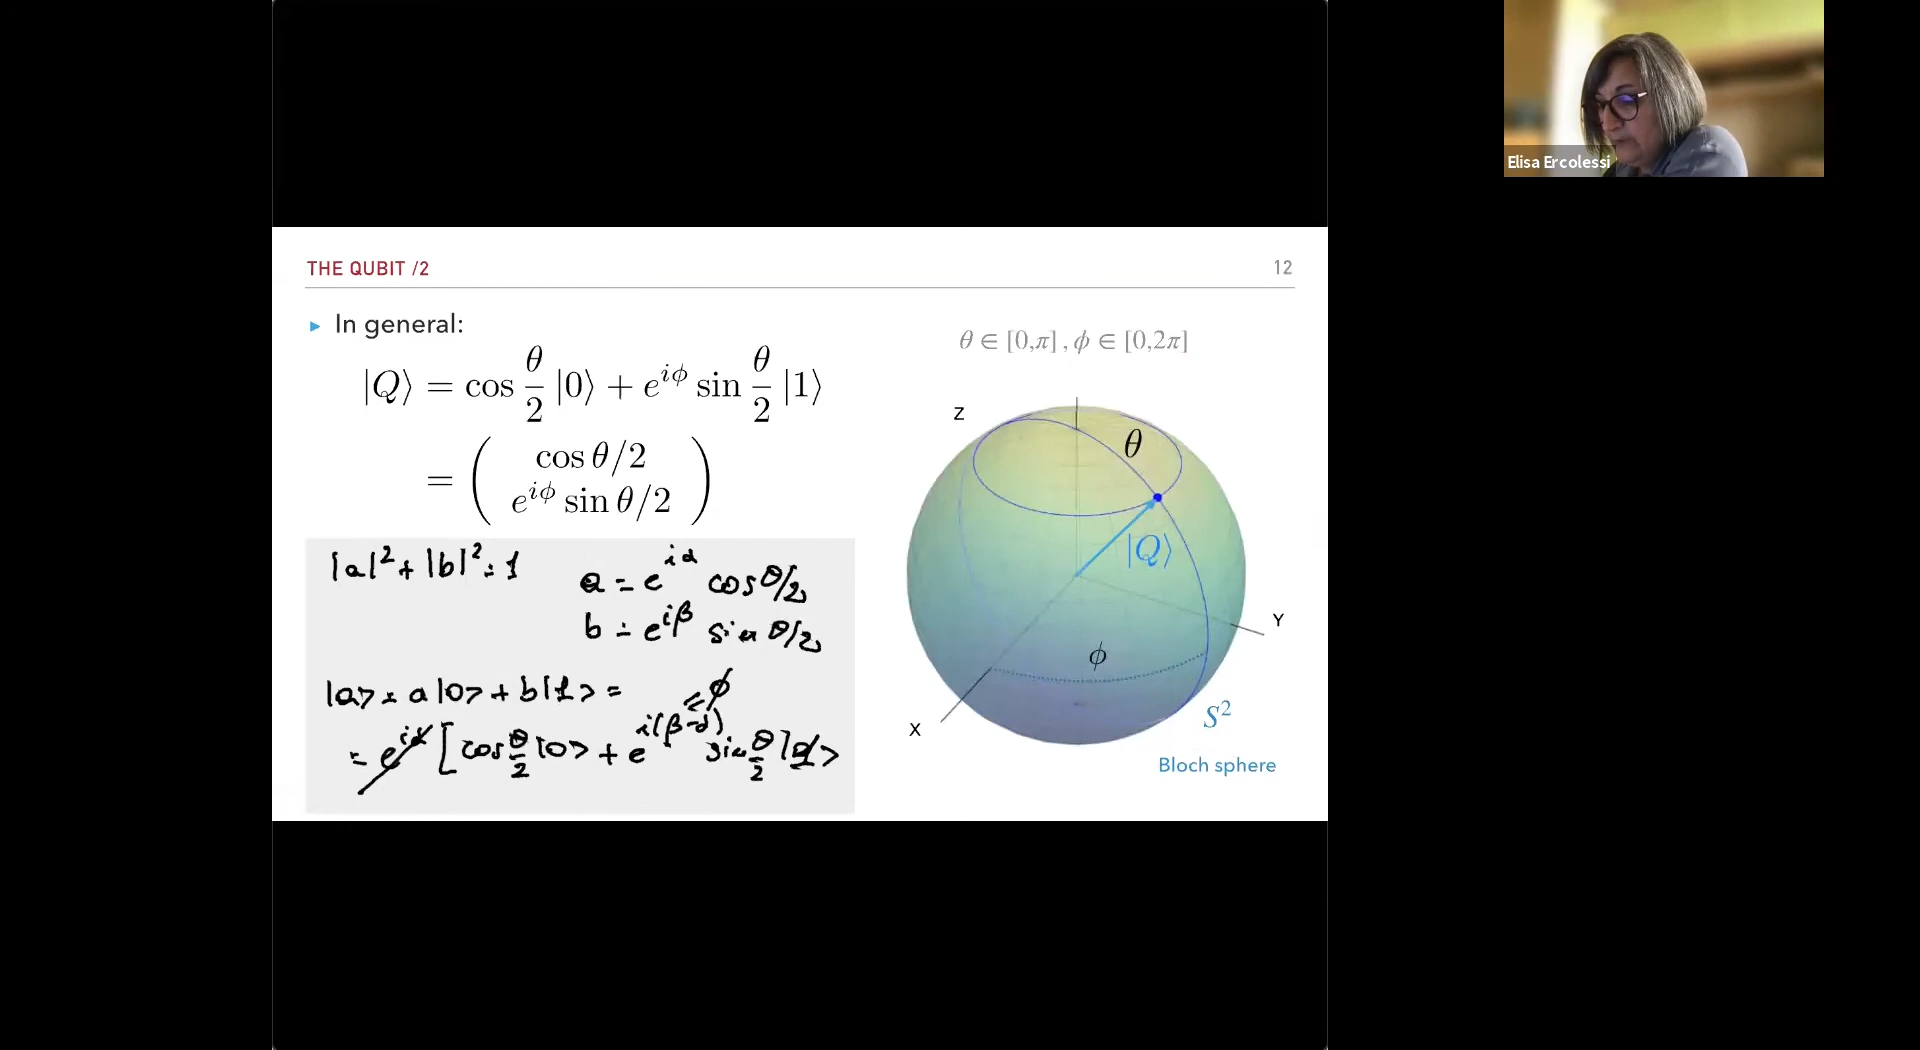 Elisa Ercolessi
THE QUBIT /2
12
▸ In general:
θ ∈ [0,π] , ϕ ∈ [0,2π]
|Q⟩ = cos θ/2 |0⟩ + e^{iϕ} sin θ/2 |1⟩
= ( cos θ/2
e^{iϕ} sin θ/2 )
|a|² + |b|² = 1
a = e^{iα} cos θ/2
b = e^{iβ} sin θ/2
|Q> = a|0> + b|1> =
= ϕ
= e^{iα} [cos θ/2 |0> + e^{i(β-α)} sin θ/2 |1>
Z
θ
|Q⟩
Y
ϕ
X
S²
Bloch sphere